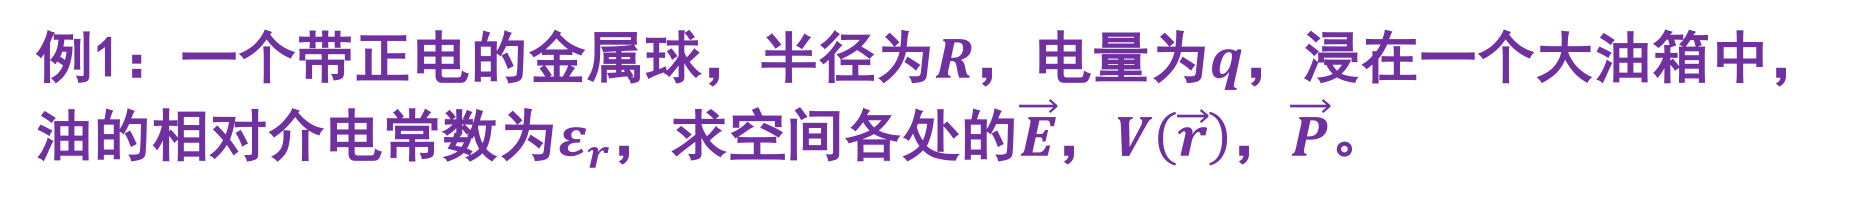 例1：一个带正电的金属球，半径为R，电量为q，浸在一个大油箱中，
油的相对介电常数为εᵣ，求空间各处的E⃗，V(r⃗)，P⃗。